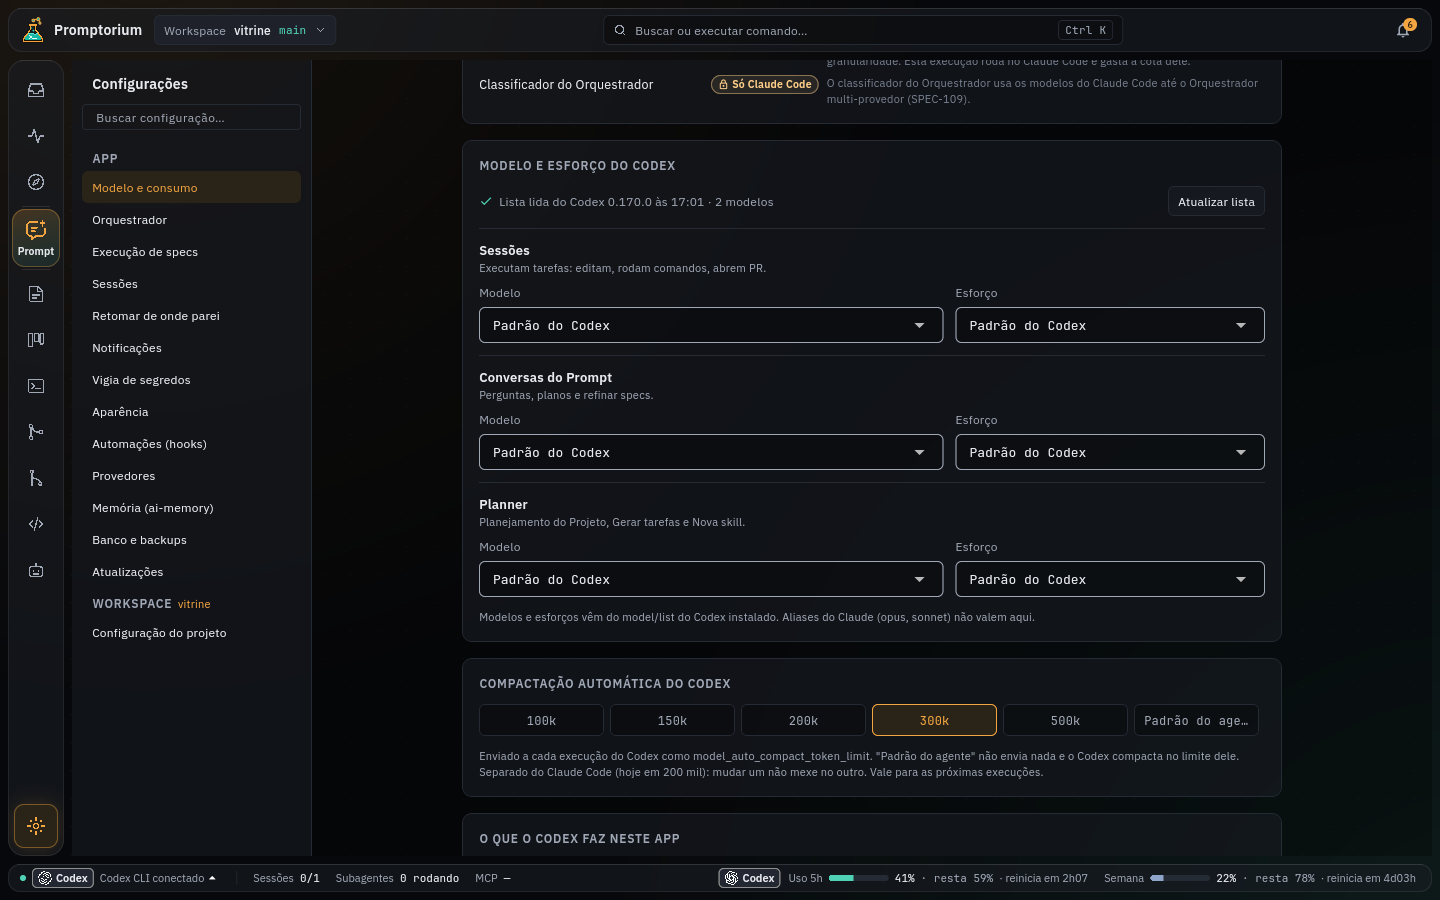 Promptorium
Workspace vitrine main
Buscar ou executar comando...
Ctrl K
6
Prompt
Configurações
Buscar configuração...
APP
Modelo e consumo
Orquestrador
Execução de specs
Sessões
Retomar de onde parei
Notificações
Vigia de segredos
Aparência
Automações (hooks)
Provedores
Memória (ai-memory)
Banco e backups
Atualizações
WORKSPACE vitrine
Configuração do projeto
granularidade. Esta execução roda no Claude Code e gasta a cota dele.
Classificador do Orquestrador
Só Claude Code
O classificador do Orquestrador usa os modelos do Claude Code até o Orquestrador
multi-provedor (SPEC-109).
MODELO E ESFORÇO DO CODEX
Lista lida do Codex 0.170.0 às 17:01 · 2 modelos
Atualizar lista
Sessões
Executam tarefas: editam, rodam comandos, abrem PR.
Modelo
Esforço
Padrão do Codex
Padrão do Codex
Conversas do Prompt
Perguntas, planos e refinar specs.
Modelo
Esforço
Padrão do Codex
Padrão do Codex
Planner
Planejamento do Projeto, Gerar tarefas e Nova skill.
Modelo
Esforço
Padrão do Codex
Padrão do Codex
Modelos e esforços vêm do model/list do Codex instalado. Aliases do Claude (opus, sonnet) não valem aqui.
COMPACTAÇÃO AUTOMÁTICA DO CODEX
100k
150k
200k
300k
500k
Padrão do age…
Enviado a cada execução do Codex como model_auto_compact_token_limit. "Padrão do agente" não envia nada e o Codex compacta no limite dele.
Separado do Claude Code (hoje em 200 mil): mudar um não mexe no outro. Vale para as próximas execuções.
O QUE O CODEX FAZ NESTE APP
Codex
Codex CLI conectado
Sessões 0/1
Subagentes 0 rodando
MCP —
Codex
Uso 5h
41% · resta 59% · reinicia em 2h07
Semana
22% · resta 78% · reinicia em 4d03h